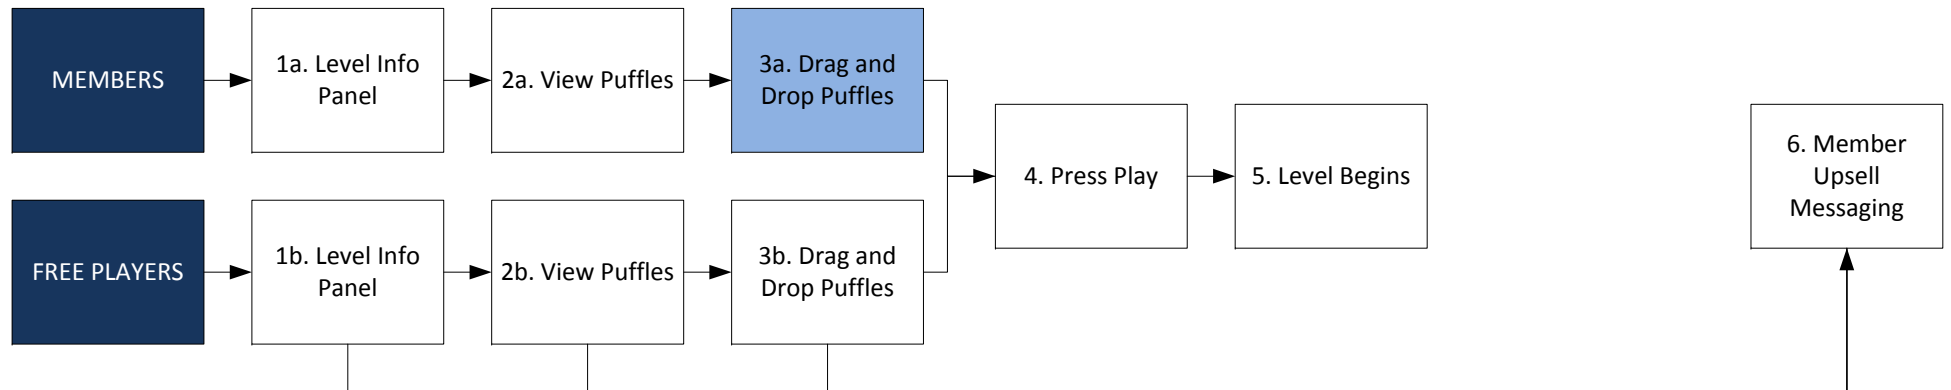 MEMBERS
1a. Level Info
Panel
2a. View Puffles
3a. Drag and
Drop Puffles
4. Press Play
5. Level Begins
6. Member
Upsell
Messaging
FREE PLAYERS
1b. Level Info
Panel
2b. View Puffles
3b. Drag and
Drop Puffles